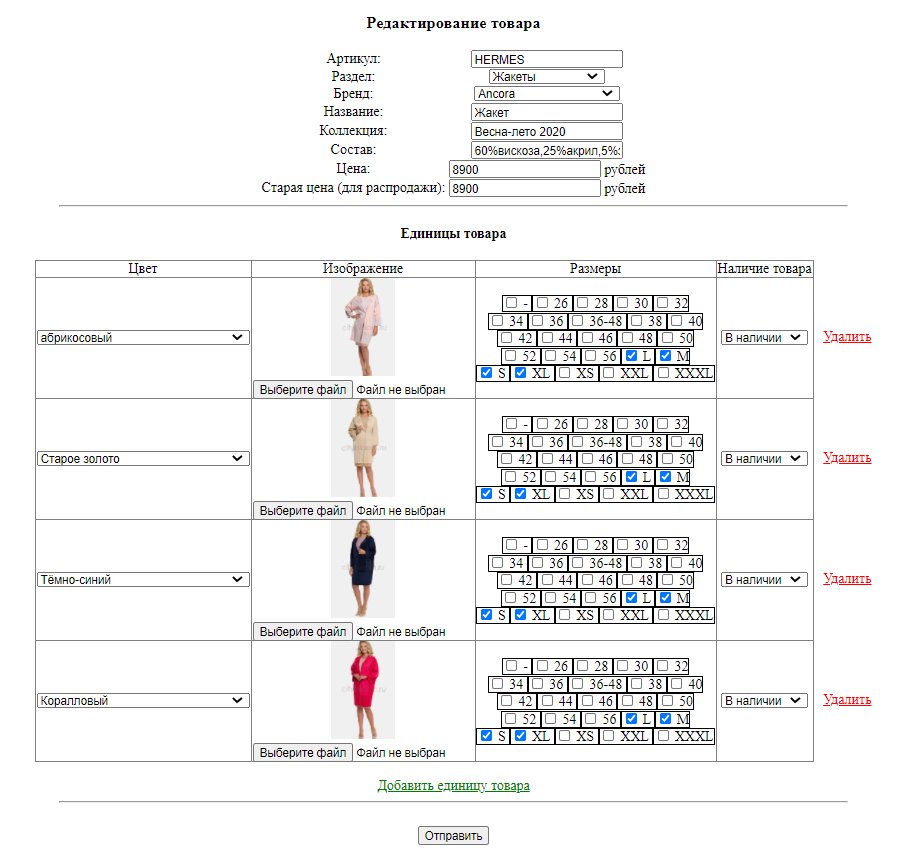 Редактирование товара
Артикул: HERMES
Раздел: Жакеты
Бренд: Ancora
Название: Жакет
Коллекция: Весна-лето 2020
Состав: 60%вискоза,25%акрил,5%
Цена: 8900 рублей
Старая цена (для распродажи): 8900 рублей
Единицы товара
Цвет Изображение Размеры Наличие товара
- 26 28 30 32
34 36 36-48 38 40
абрикосовый 42 44 46 48 50 В наличии Удалить
52 54 56 L M
S XL XS XXL XXXL
Выберите файл Файл не выбран
- 26 28 30 32
34 36 36-48 38 40
Старое золото 42 44 46 48 50 В наличии Удалить
52 54 56 L M
S XL XS XXL XXXL
Выберите файл Файл не выбран
- 26 28 30 32
34 36 36-48 38 40
Тёмно-синий 42 44 46 48 50 В наличии Удалить
52 54 56 L M
S XL XS XXL XXXL
Выберите файл Файл не выбран
- 26 28 30 32
34 36 36-48 38 40
Коралловый 42 44 46 48 50 В наличии Удалить
52 54 56 L M
S XL XS XXL XXXL
Выберите файл Файл не выбран
Добавить единицу товара
Отправить